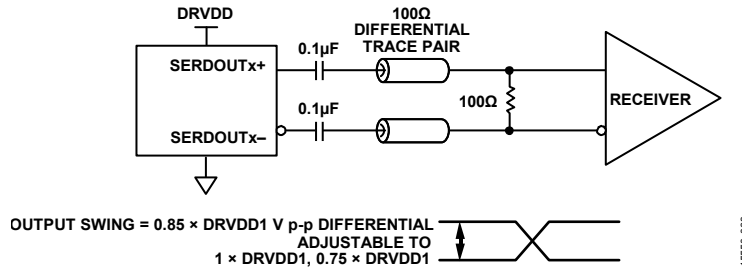 DRVDD
100Ω
DIFFERENTIAL
TRACE PAIR
0.1µF
SERDOUTx+
100Ω
RECEIVER
0.1µF
SERDOUTx–
OUTPUT SWING = 0.85 × DRVDD1 V p-p DIFFERENTIAL
ADJUSTABLE TO
1 × DRVDD1, 0.75 × DRVDD1